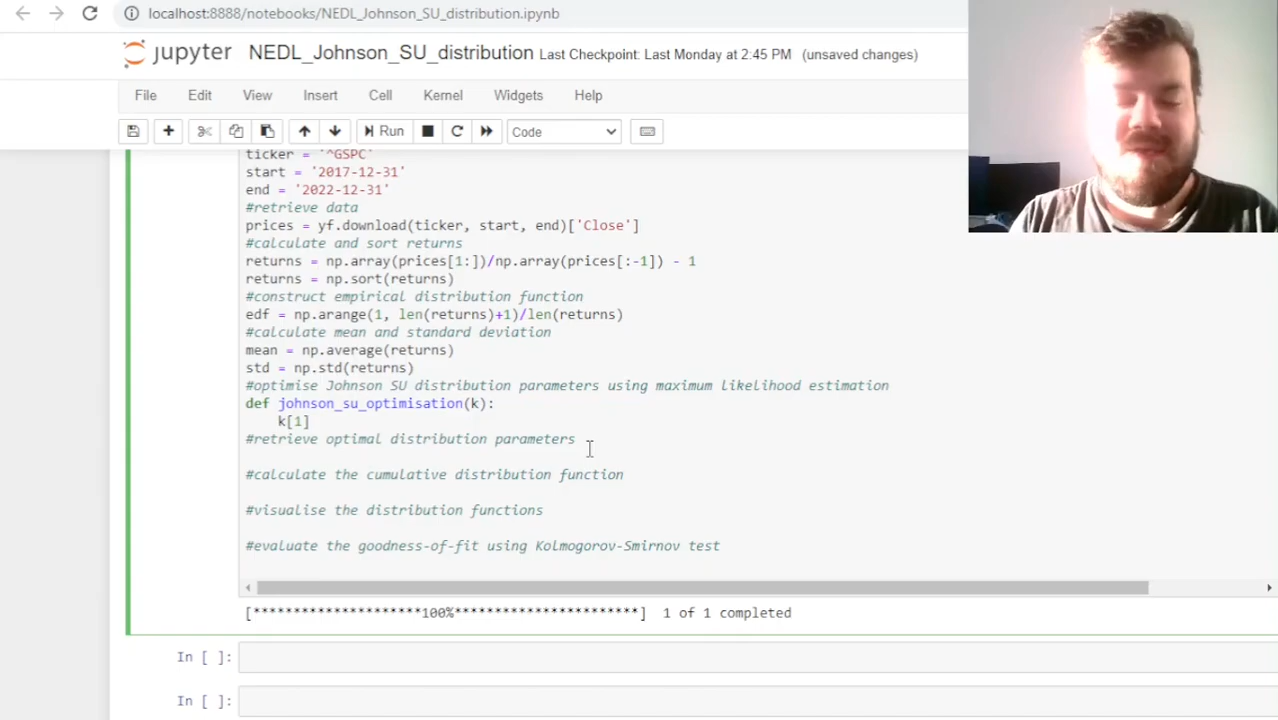 localhost:8888/notebooks/NEDL_Johnson_SU_distribution.ipynb
jupyter NEDL_Johnson_SU_distribution Last Checkpoint: Last Monday at 2:45 PM (unsaved changes)
File Edit View Insert Cell Kernel Widgets Help
Run Code
ticker = '^GSPC'
start = '2017-12-31'
end = '2022-12-31'
#retrieve data
prices = yf.download(ticker, start, end)['Close']
#calculate and sort returns
returns = np.array(prices[1:])/np.array(prices[:-1]) - 1
returns = np.sort(returns)
#construct empirical distribution function
edf = np.arange(1, len(returns)+1)/len(returns)
#calculate mean and standard deviation
mean = np.average(returns)
std = np.std(returns)
#optimise Johnson SU distribution parameters using maximum likelihood estimation
def johnson_su_optimisation(k):
k[1]
#retrieve optimal distribution parameters
#calculate the cumulative distribution function
#visualise the distribution functions
#evaluate the goodness-of-fit using Kolmogorov-Smirnov test
[*********************100%***********************] 1 of 1 completed
In [ ]:
In [ ]: